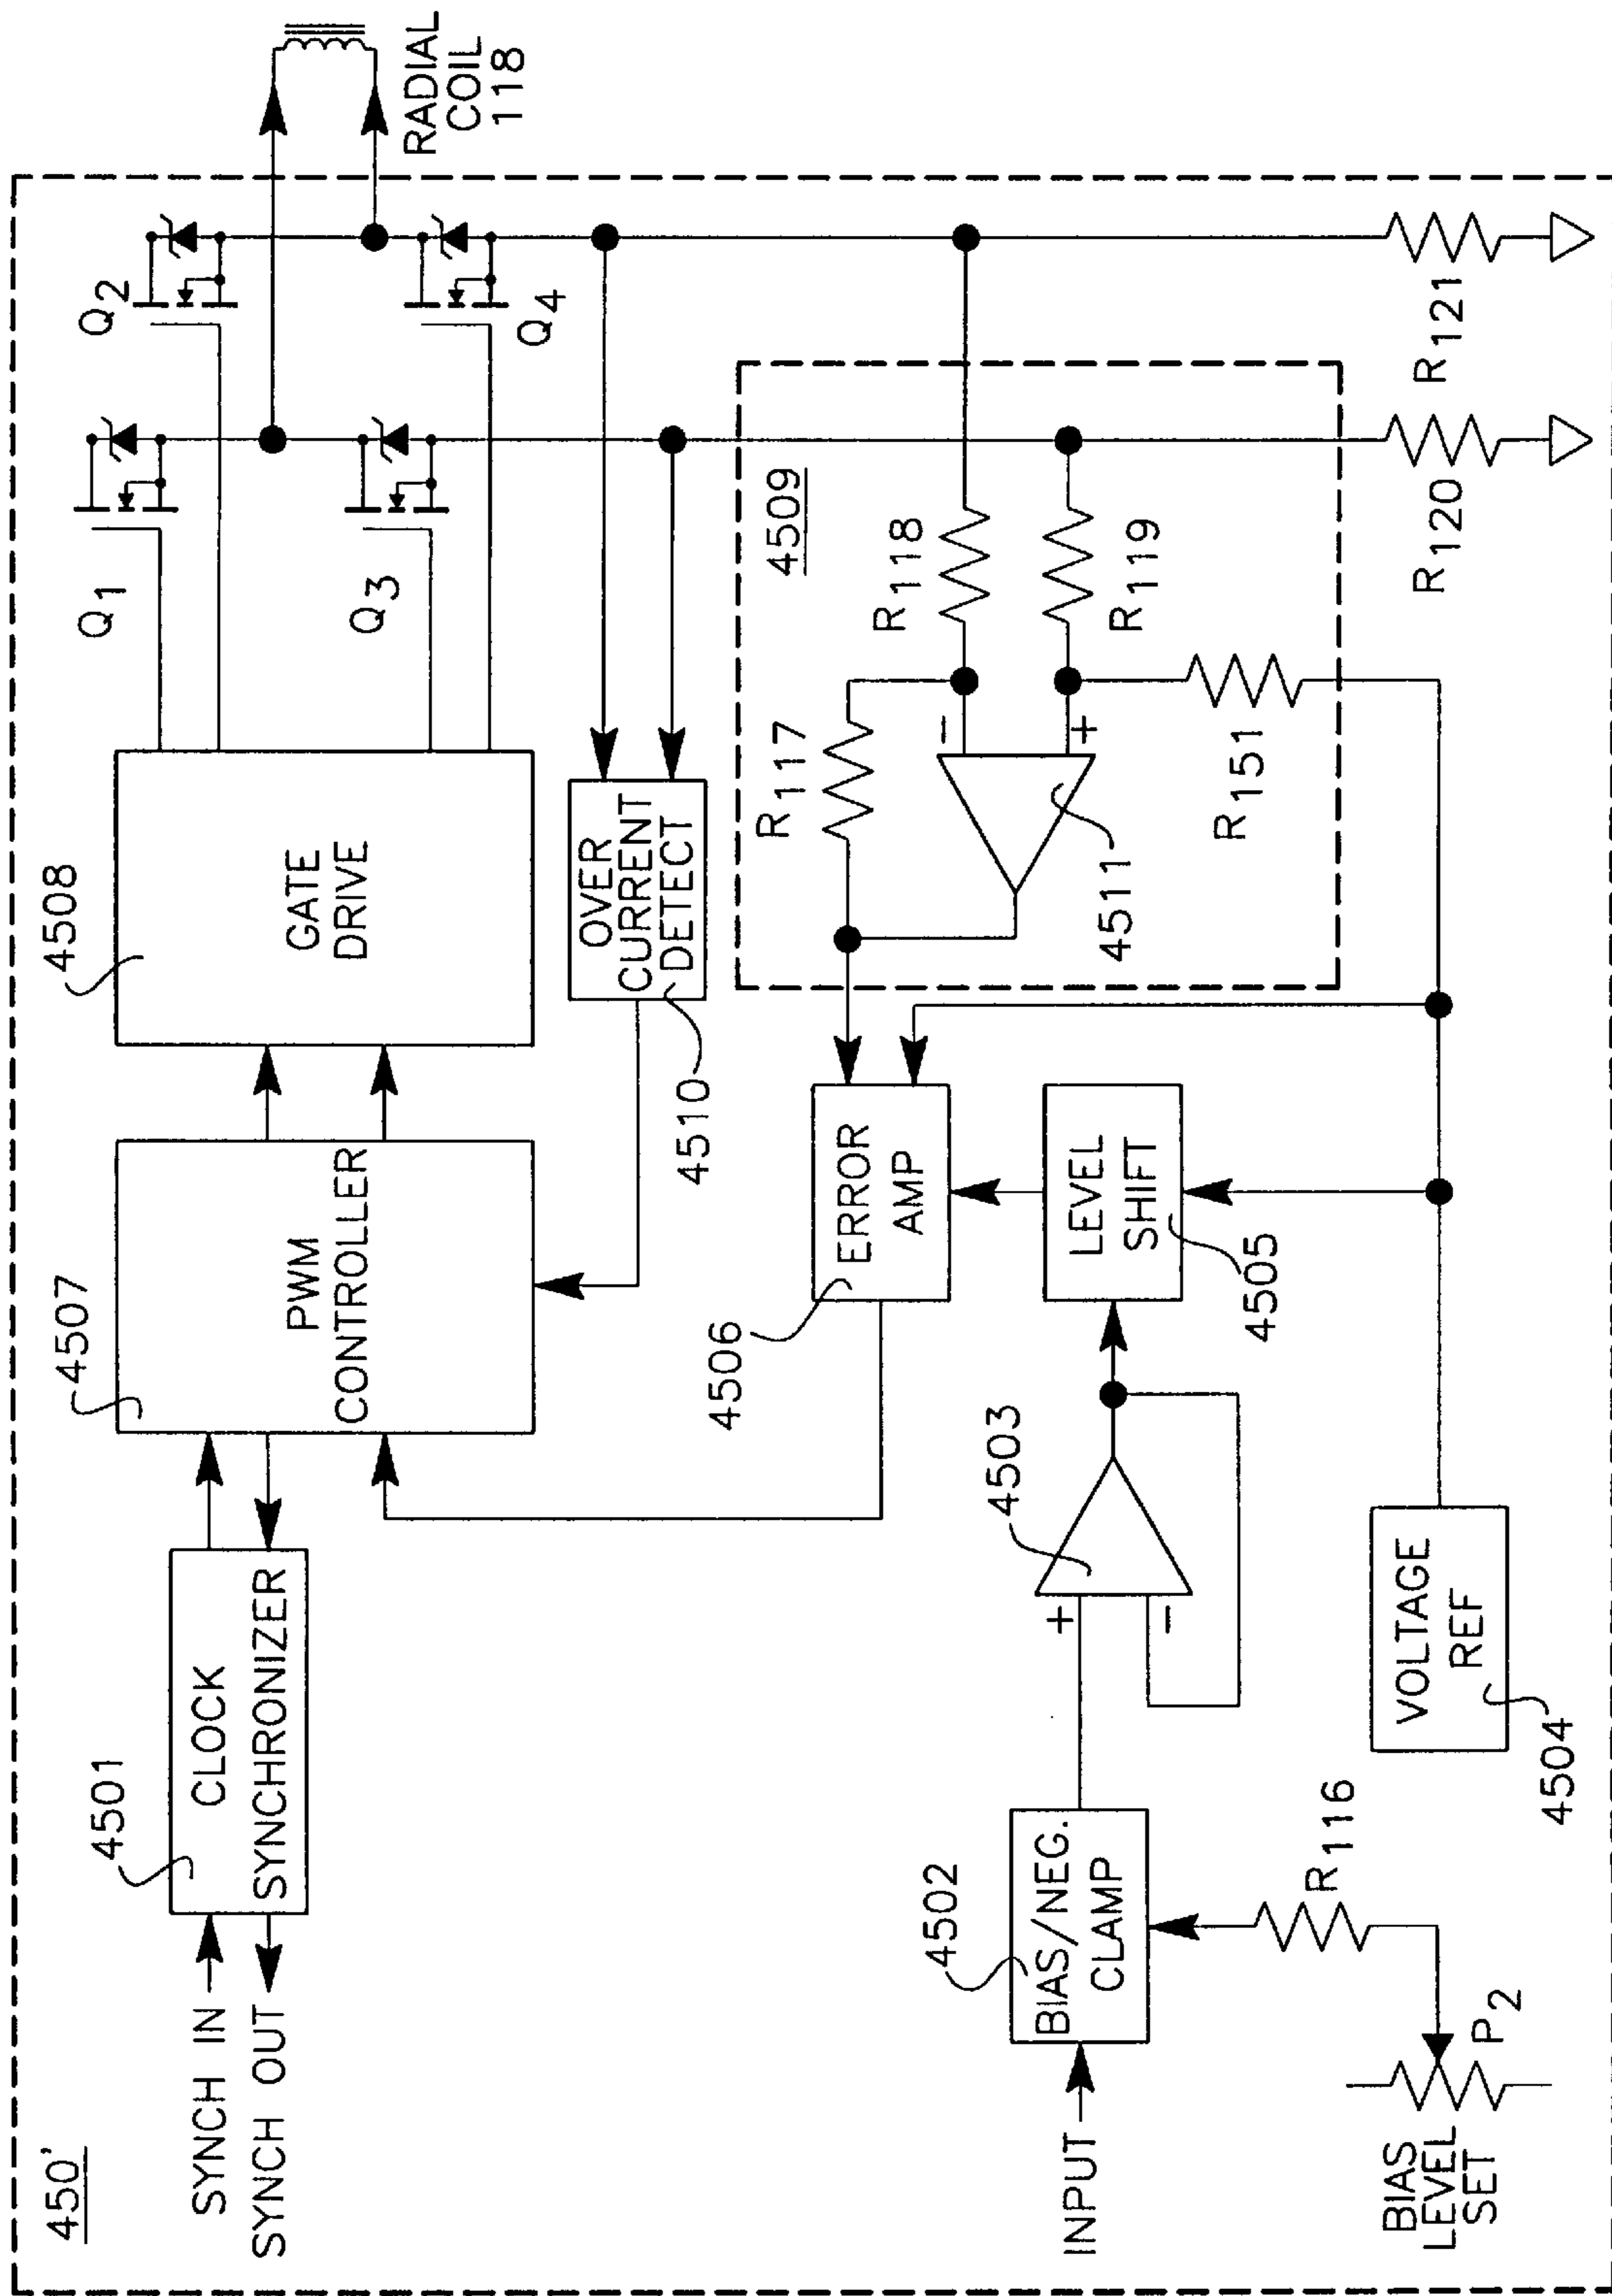 450'
SYNCH IN
SYNCH OUT
4501
CLOCK
SYNCHRONIZER
4507
PWM
CONTROLLER
4508
GATE
DRIVE
Q1
Q2
Q3
Q4
RADIAL
COIL
118
OVER
CURRENT
DETECT
4510
4509
R117
R118
R119
R151
4511
-
+
R120
R121
ERROR
AMP
4506
LEVEL
SHIFT
4505
4503
+
-
INPUT
4502
BIAS/NEG.
CLAMP
R116
BIAS
LEVEL
SET
P2
VOLTAGE
REF
4504